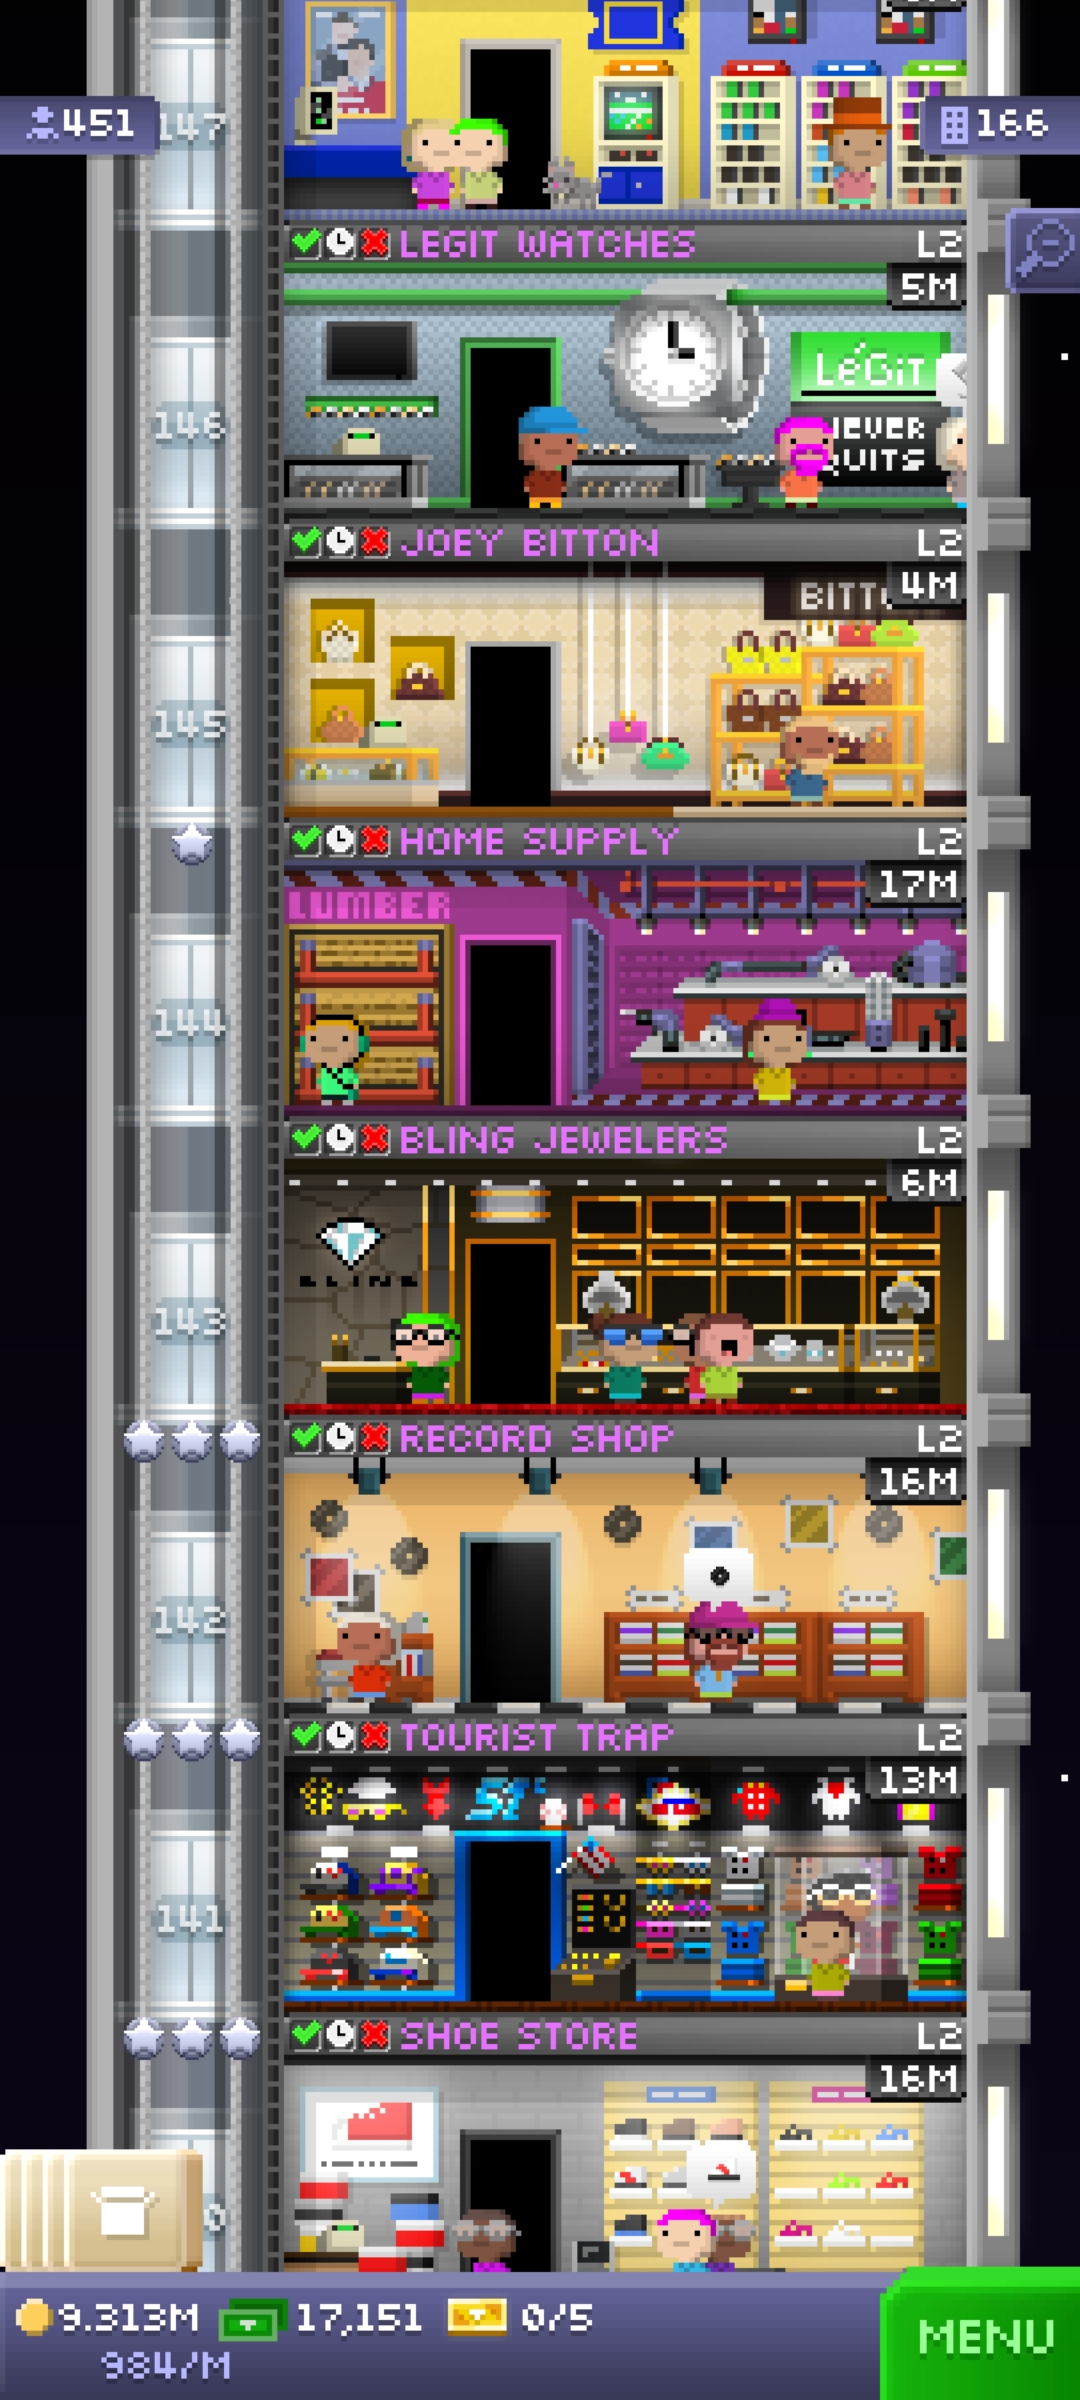 147
451
166
LEGIT WATCHES
L2
5M
LéGiT
NEVER
QUITS
146
JOEY BITTON
L2
4M
145
HOME SUPPLY
L2
17M
LUMBER
144
BLING JEWELERS
L2
6M
BLING
143
RECORD SHOP
L2
16M
142
TOURIST TRAP
L2
13M
141
SHOE STORE
L2
16M
9.313M
17,151
0/5
984/M
MENU